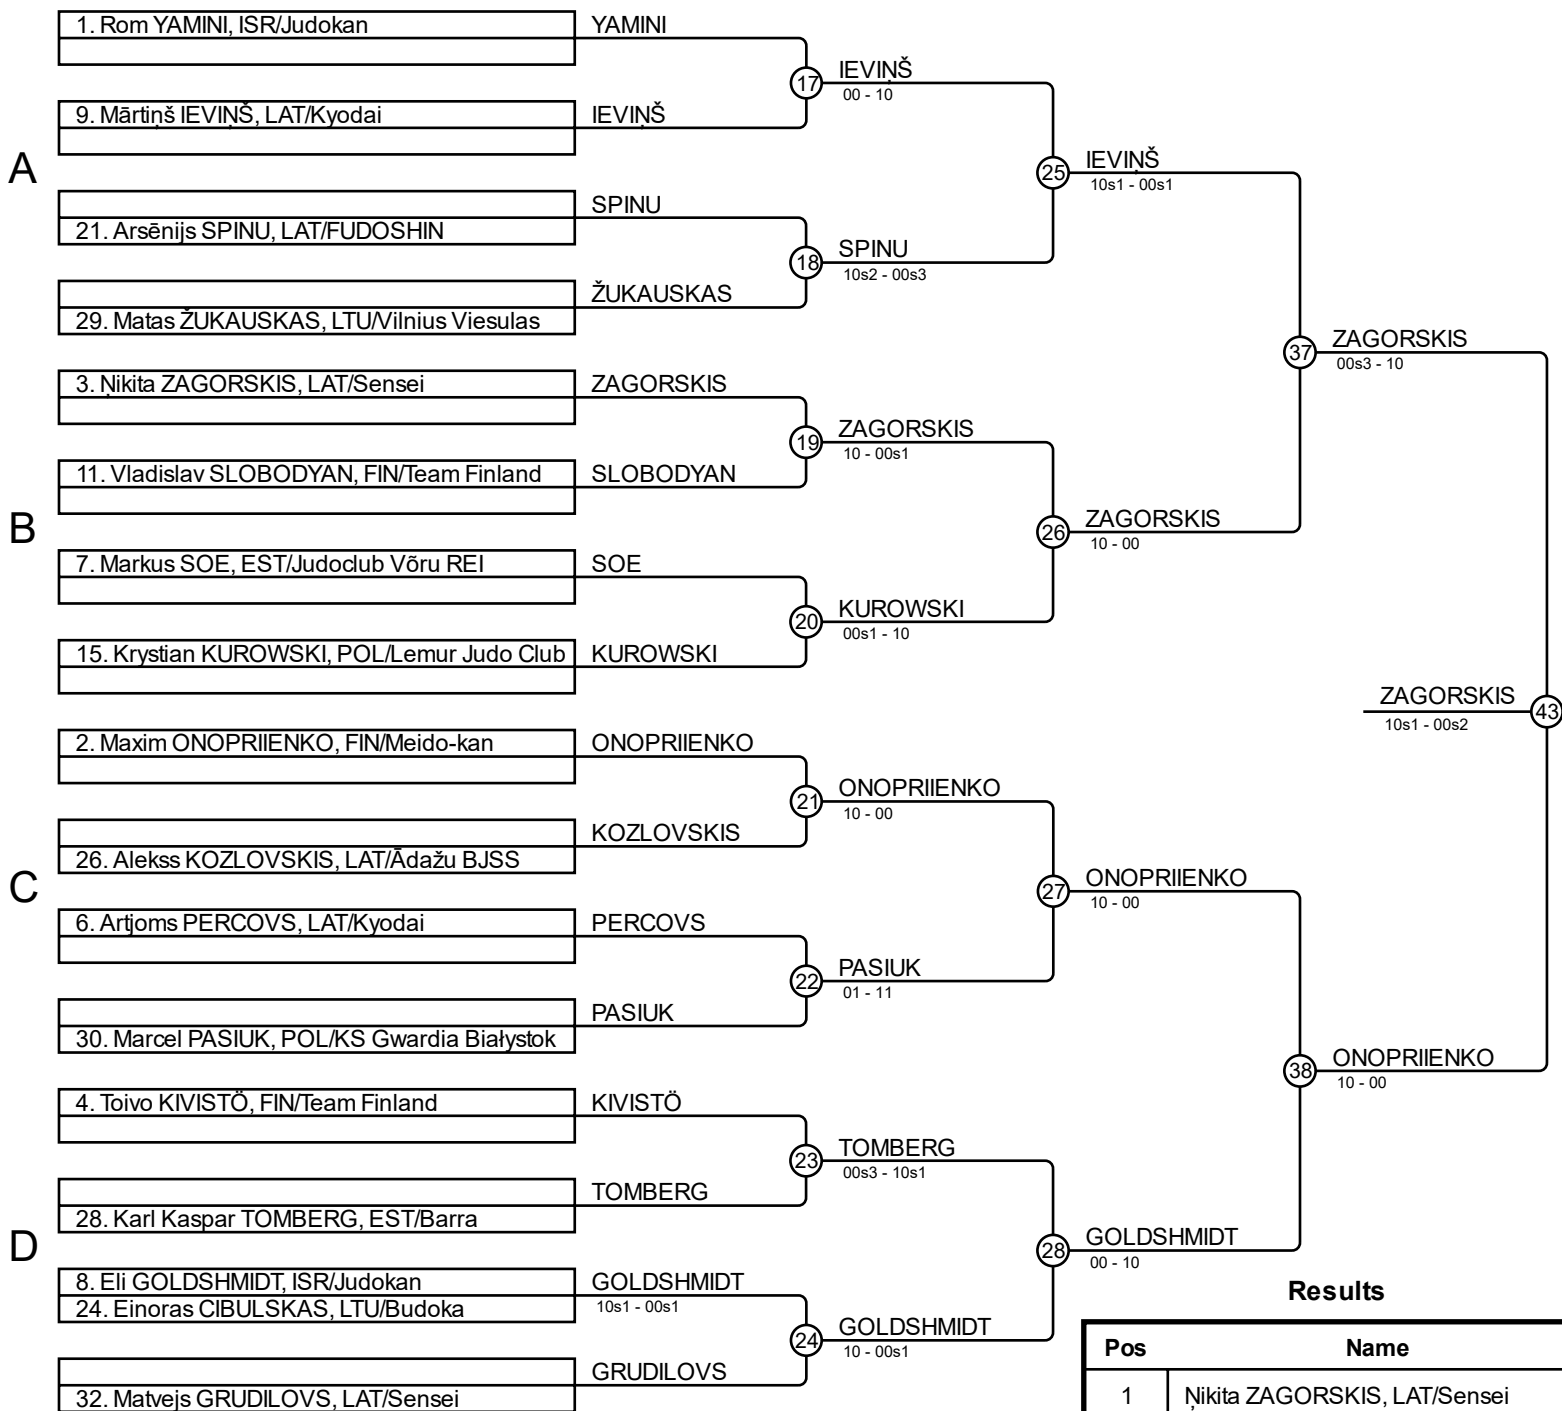 1. Rom YAMINI, ISR/Judokan
YAMINI
17
IEVIŅŠ
00 - 10
9. Mārtiņš IEVIŅŠ, LAT/Kyodai
IEVIŅŠ
A
25
IEVIŅŠ
10s1 - 00s1
SPINU
21. Arsēnijs SPINU, LAT/FUDOSHIN
18
SPINU
10s2 - 00s3
ŽUKAUSKAS
29. Matas ŽUKAUSKAS, LTU/Vilnius Viesulas
37
ZAGORSKIS
00s3 - 10
3. Ņikita ZAGORSKIS, LAT/Sensei
ZAGORSKIS
19
ZAGORSKIS
10 - 00s1
11. Vladislav SLOBODYAN, FIN/Team Finland
SLOBODYAN
B
26
ZAGORSKIS
10 - 00
7. Markus SOE, EST/Judoclub Võru REI
SOE
20
KUROWSKI
00s1 - 10
15. Krystian KUROWSKI, POL/Lemur Judo Club
KUROWSKI
ZAGORSKIS
10s1 - 00s2
43
2. Maxim ONOPRIIENKO, FIN/Meido-kan
ONOPRIIENKO
21
ONOPRIIENKO
10 - 00
KOZLOVSKIS
26. Alekss KOZLOVSKIS, LAT/Ādažu BJSS
C
27
ONOPRIIENKO
10 - 00
6. Artjoms PERCOVS, LAT/Kyodai
PERCOVS
22
PASIUK
01 - 11
PASIUK
30. Marcel PASIUK, POL/KS Gwardia Białystok
38
ONOPRIIENKO
10 - 00
4. Toivo KIVISTÖ, FIN/Team Finland
KIVISTÖ
23
TOMBERG
00s3 - 10s1
TOMBERG
28. Karl Kaspar TOMBERG, EST/Barra
D
28
GOLDSHMIDT
00 - 10
8. Eli GOLDSHMIDT, ISR/Judokan
GOLDSHMIDT
24. Einoras CIBULSKAS, LTU/Budoka
10s1 - 00s1
24
GOLDSHMIDT
10 - 00s1
GRUDILOVS
32. Matvejs GRUDILOVS, LAT/Sensei
Results
Pos Name
1 Ņikita ZAGORSKIS, LAT/Sensei